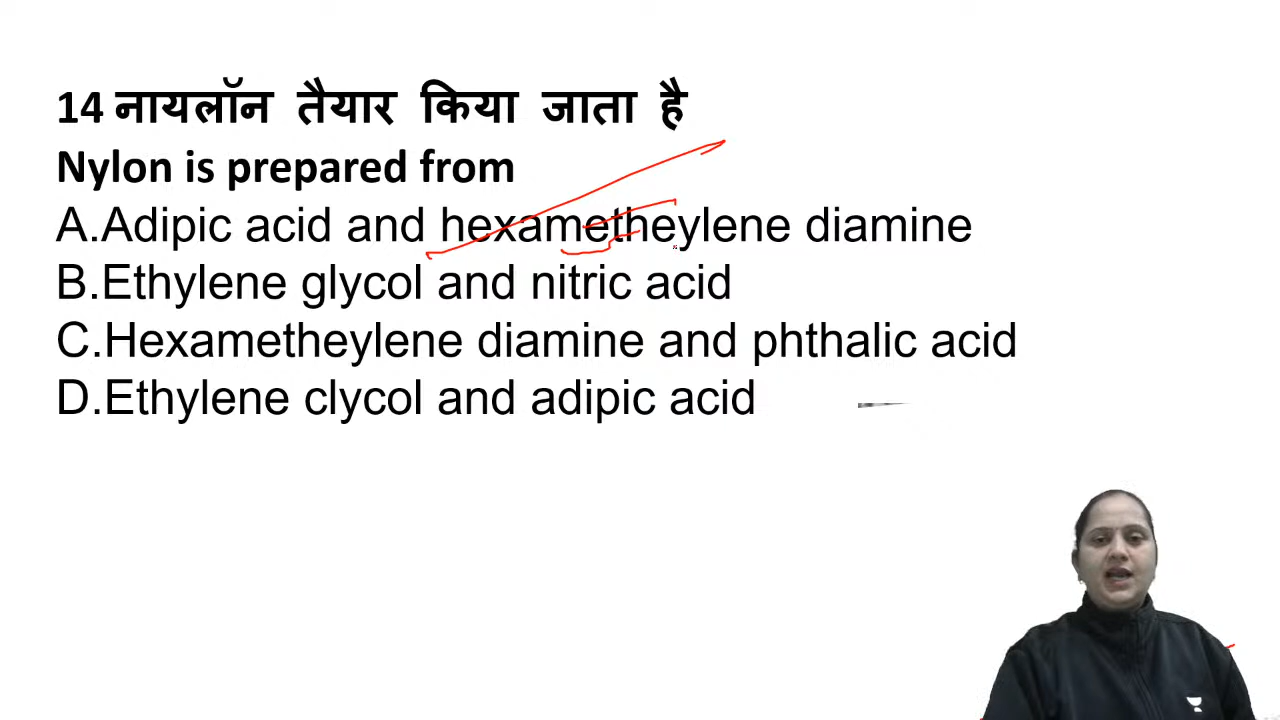 14 नायलॉन तैयार किया जाता है
Nylon is prepared from
A.Adipic acid and hexametheylene diamine
B.Ethylene glycol and nitric acid
C.Hexametheylene diamine and phthalic acid
D.Ethylene clycol and adipic acid